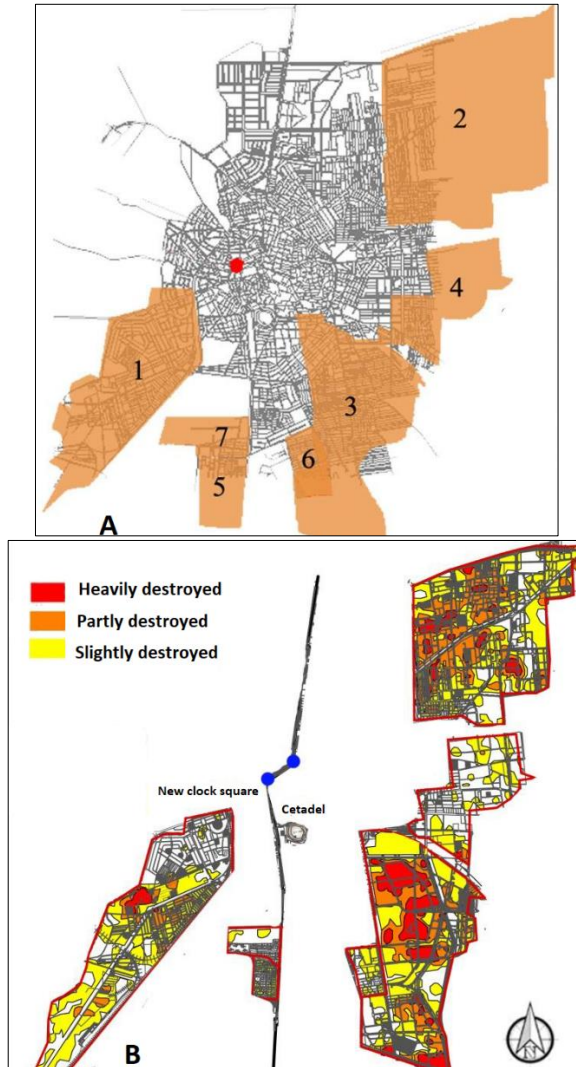 2
4
1
3
7
6
5
A
Heavily destroyed
Partly destroyed
Slightly destroyed
New clock square
Cetadel
B
N